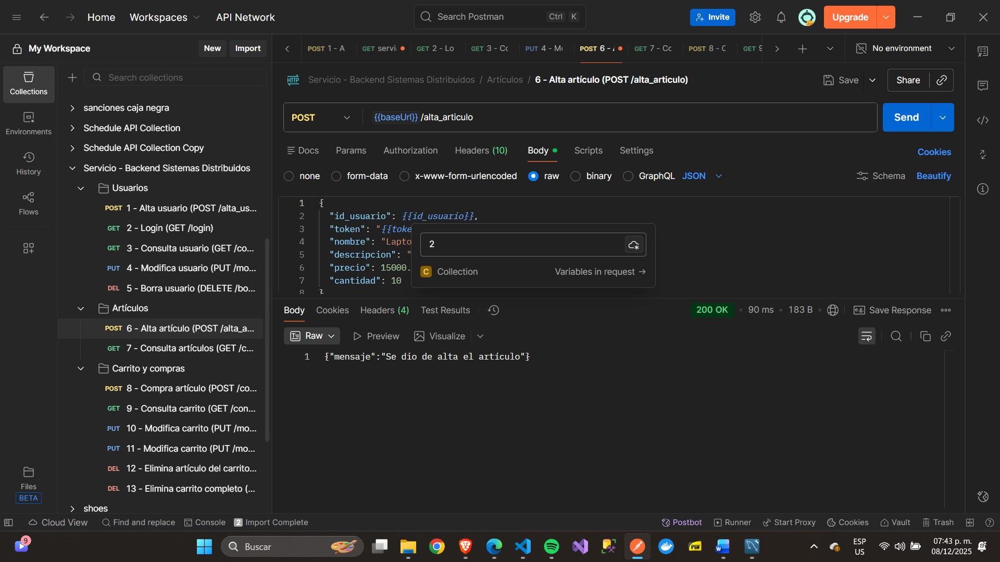 Home
Workspaces
API Network
Search Postman
Ctrl K
Invite
Upgrade
My Workspace
New
Import
POST 1 - A
GET servi
GET 2 - Lo
GET 3 - Co
PUT 4 - Mo
POST 6 - A
GET 7 - Co
POST 8 - C
GET 9
No environment
Search collections
Collections
Environments
History
Flows
Files
BETA
sanciones caja negra
Schedule API Collection
Schedule API Collection Copy
Servicio - Backend Sistemas Distribuidos
Usuarios
POST 1 - Alta usuario (POST /alta_us...
GET 2 - Login (GET /login)
GET 3 - Consulta usuario (GET /co...
PUT 4 - Modifica usuario (PUT /mo...
DEL 5 - Borra usuario (DELETE /bo...
Artículos
POST 6 - Alta artículo (POST /alta_a...
GET 7 - Consulta artículos (GET /c...
Carrito y compras
POST 8 - Compra artículo (POST /co...
GET 9 - Consulta carrito (GET /con...
PUT 10 - Modifica carrito (PUT /mo...
PUT 11 - Modifica carrito (PUT /mo...
DEL 12 - Elimina artículo del carrito...
DEL 13 - Elimina carrito completo (...
shoes
HTTP
Servicio - Backend Sistemas Distribuidos / Artículos / 6 - Alta artículo (POST /alta_articulo)
Save
Share
POST
{{baseUrl}} /alta_articulo
Send
Docs
Params
Authorization
Headers (10)
Body
Scripts
Settings
Cookies
none
form-data
x-www-form-urlencoded
raw
binary
GraphQL
JSON
Schema
Beautify
1 {
2 "id_usuario": {{id_usuario}},
3 "token": "{{toke
4 "nombre": "Lapto
5 "descripcion": "
6 "precio": 15000.
7 "cantidad": 10
8 }
2
C Collection
Variables in request →
Body
Cookies
Headers (4)
Test Results
200 OK
90 ms
183 B
e.g. Save Response
Raw
Preview
Visualize
1 {"mensaje":"Se dio de alta el artículo"}
Cloud View
Find and replace
Console
2 Import Complete
Postbot
Runner
Start Proxy
Cookies
Vault
Trash
9
Buscar
PDF
ESP
US
07:43 p. m.
08/12/2025